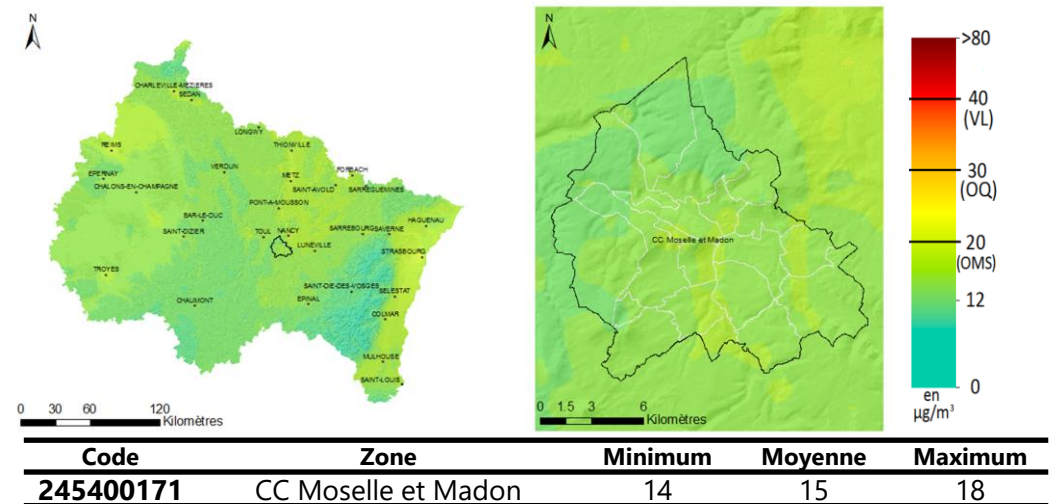 N
CHARLEVILLE-MEZIERES
SEDAN
LONGWY
THIONVILLE
REIMS
VERDUN
FORBACH
EPERNAY
METZ
CHALONS-EN-CHAMPAGNE
SAINT-AVOLD
SARREGUEMINES
PONT-A-MOUSSON
BAR-LE-DUC
HAGUENAU
SAINT-DIZIER
TOUL
NANCY
SARREBOURG
SAVERNE
LUNEVILLE
STRASBOURG
TROYES
SAINT-DIE-DES-VOSGES
SELESTAT
CHAUMONT
EPINAL
COLMAR
MULHOUSE
SAINT-LOUIS
0 30 60 120
Kilomètres
N
CC Moselle et Madon
0 1.5 3 6
Kilomètres
>80
40
(VL)
30
(OQ)
20
(OMS)
12
0
en
µg/m³
Code Zone Minimum Moyenne Maximum
245400171 CC Moselle et Madon 14 15 18